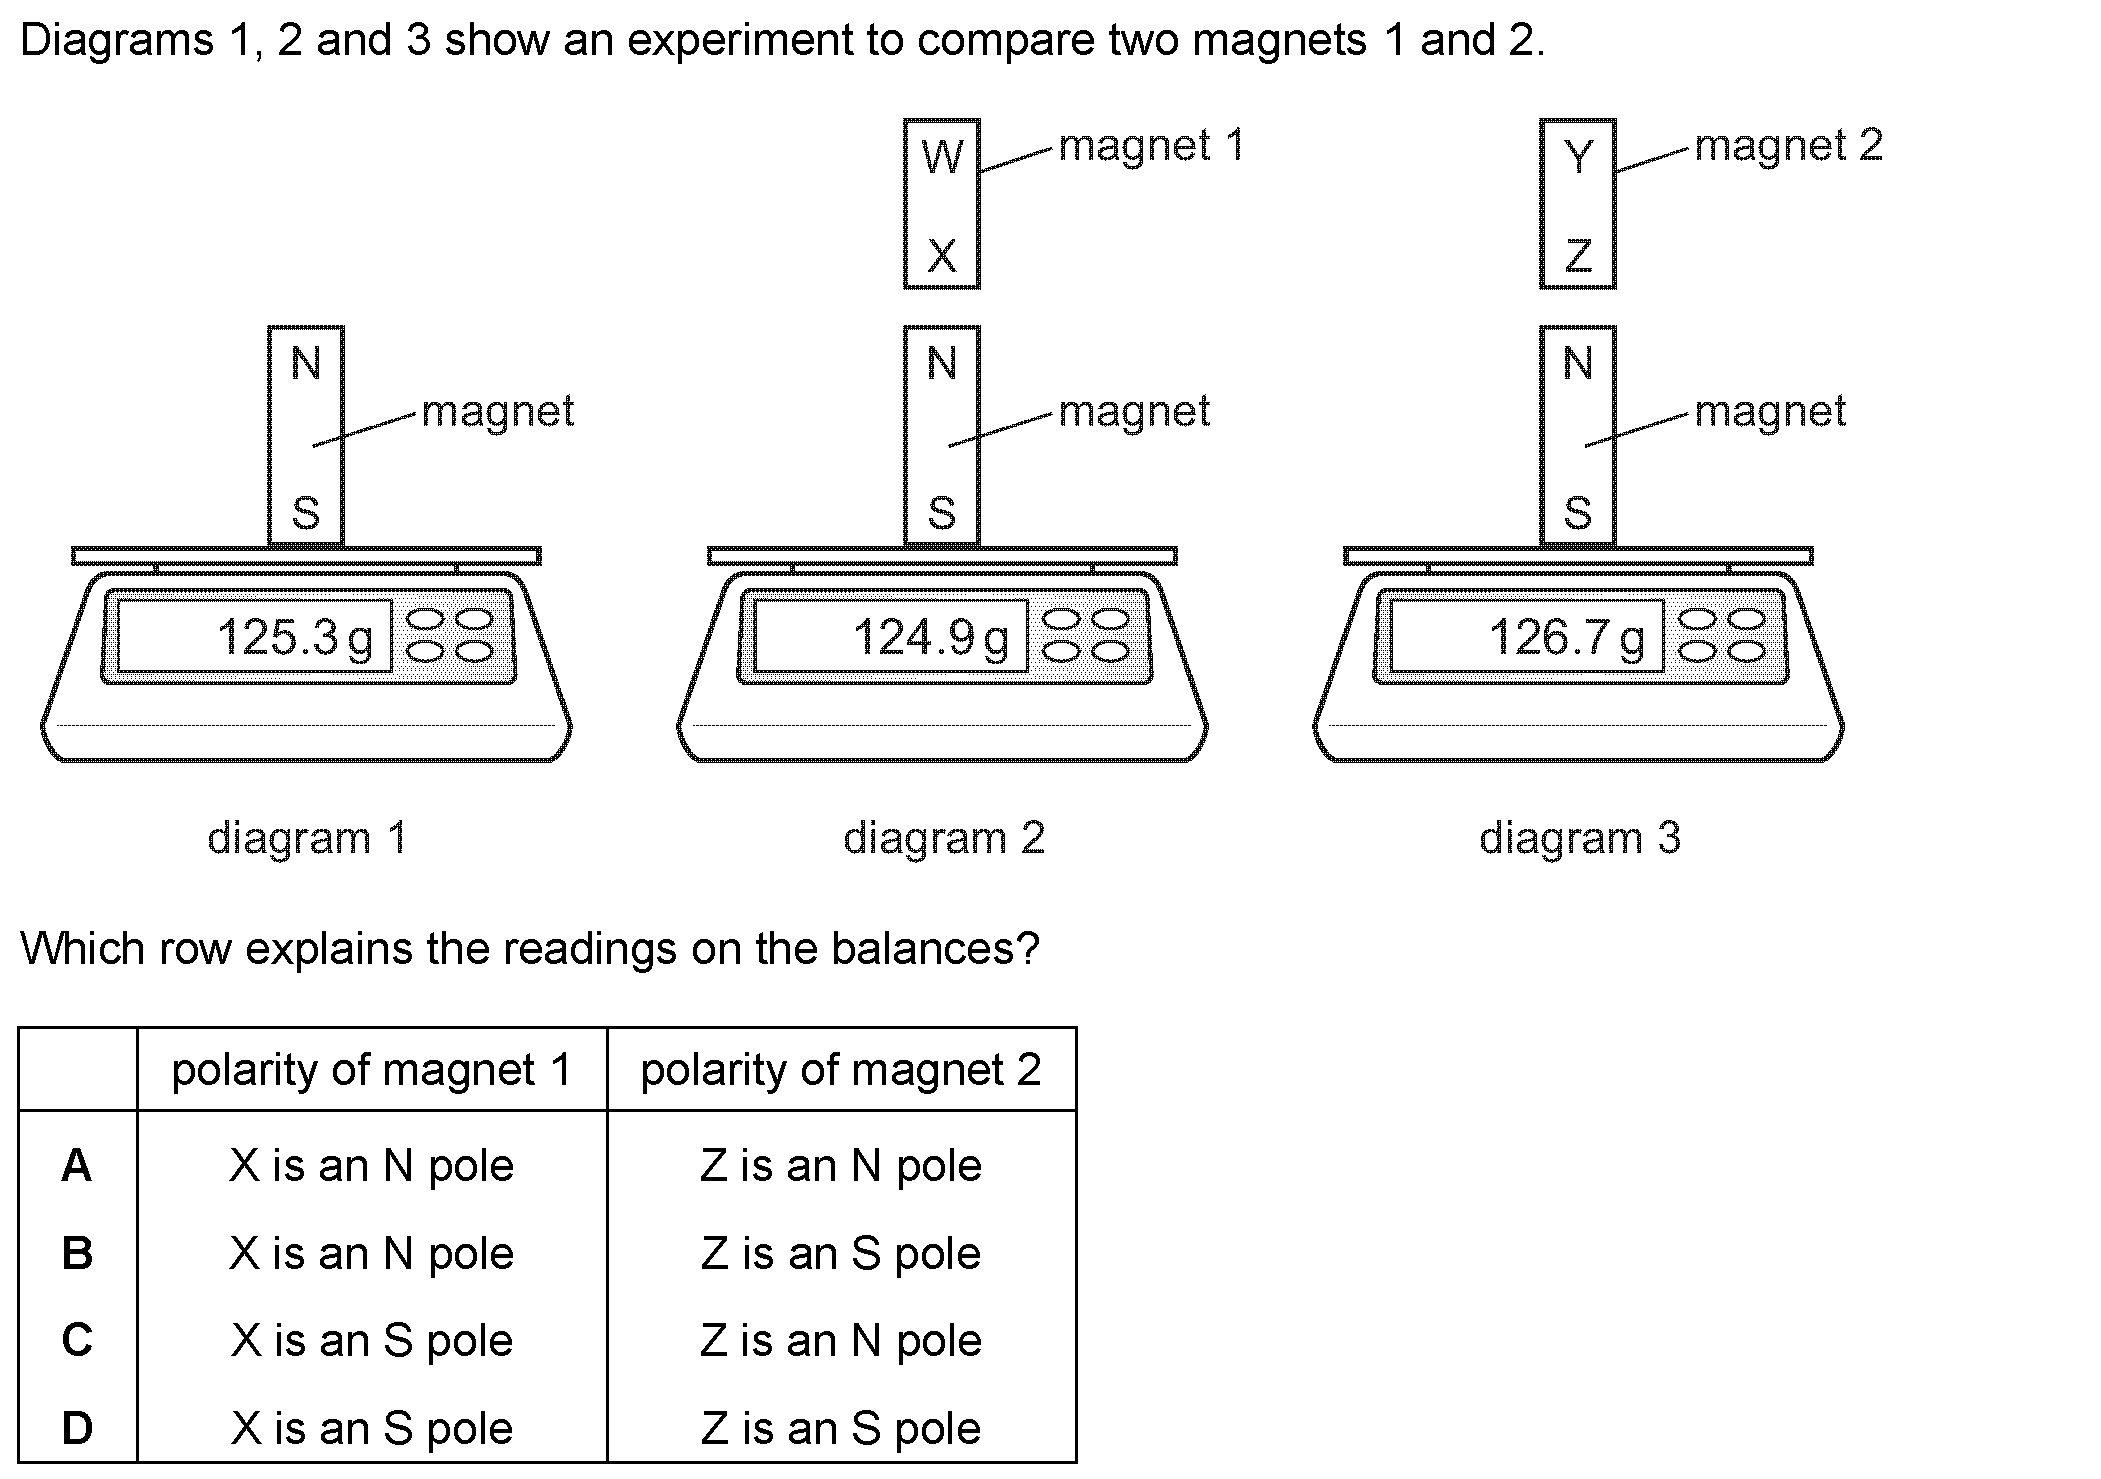 Diagrams 1, 2 and 3 show an experiment to compare two magnets 1 and 2.
W
X
magnet 1
Y
Z
magnet 2
N
S
magnet
N
S
magnet
N
S
magnet
125.3 g
124.9 g
126.7 g
diagram 1
diagram 2
diagram 3
Which row explains the readings on the balances?
polarity of magnet 1 polarity of magnet 2
A X is an N pole Z is an N pole
B X is an N pole Z is an S pole
C X is an S pole Z is an N pole
D X is an S pole Z is an S pole